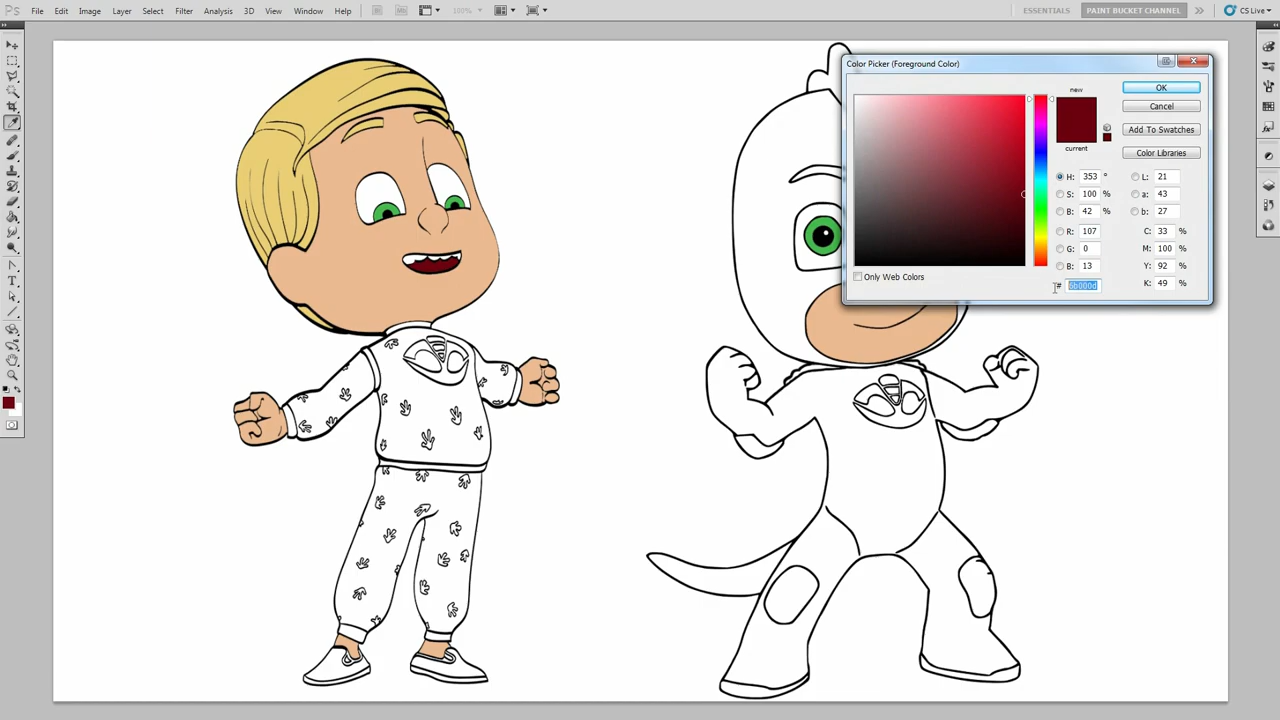 Ps File Edit Image Layer Select Filter Analysis 3D View Window Help 100% ESSENTIALS PAINT BUCKET CHANNEL CS Live
Color Picker (Foreground Color)
new
current
OK
Cancel
Add To Swatches
Color Libraries
H: 353 ° L: 21
S: 100 % a: 43
B: 42 % b: 27
R: 107 C: 33 %
G: 0 M: 100 %
B: 13 Y: 92 %
# 6b000d K: 49 %
Only Web Colors
T